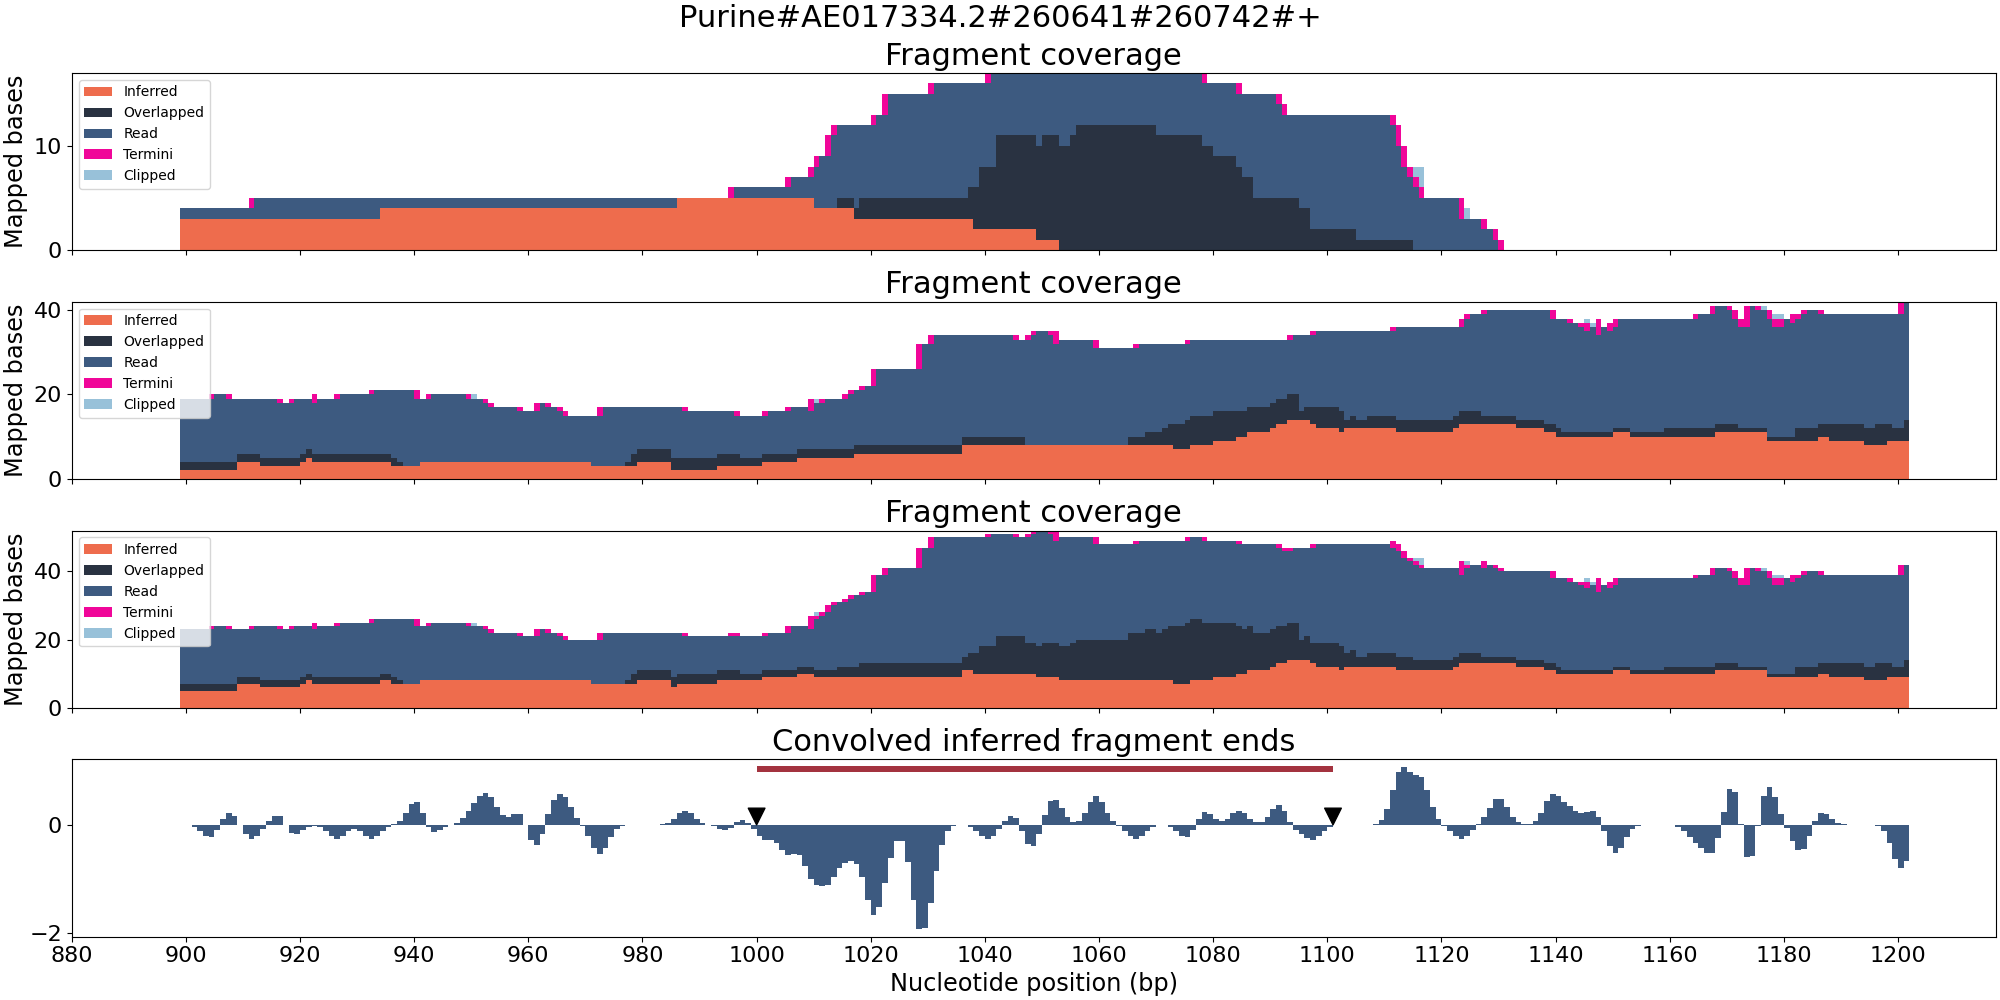 Purine#AE017334.2#260641#260742#+
Fragment coverage
Mapped bases
10
0
Inferred
Overlapped
Read
Termini
Clipped
Fragment coverage
Mapped bases
40
20
0
Inferred
Overlapped
Read
Termini
Clipped
Fragment coverage
Mapped bases
40
20
0
Inferred
Overlapped
Read
Termini
Clipped
Convolved inferred fragment ends
0
−2
880 900 920 940 960 980 1000 1020 1040 1060 1080 1100 1120 1140 1160 1180 1200
Nucleotide position (bp)